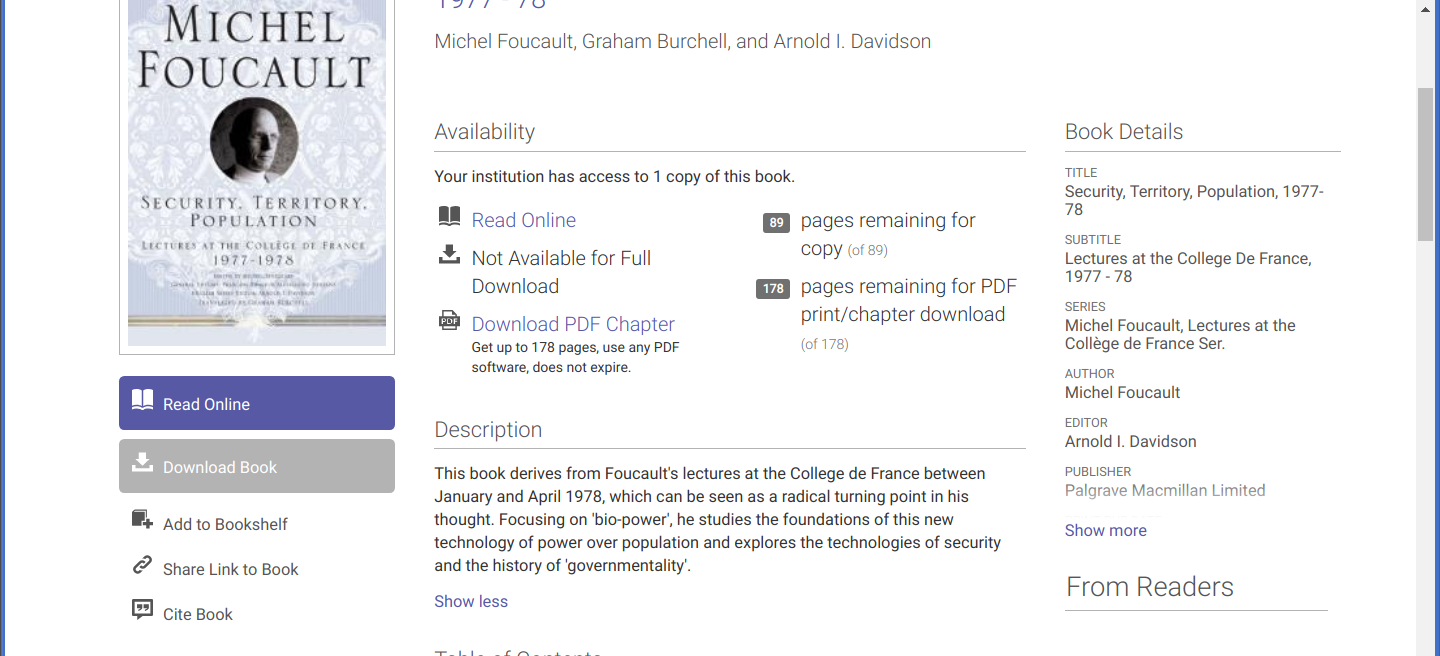 MICHEL
FOUCAULT
SECURITY, TERRITORY,
POPULATION
LECTURES AT THE COLLÈGE DE FRANCE
1977-1978
Read Online
Download Book
Add to Bookshelf
Share Link to Book
Cite Book
1977 - 78
Michel Foucault, Graham Burchell, and Arnold I. Davidson
Availability
Your institution has access to 1 copy of this book.
Read Online
Not Available for Full
Download
PDF
Download PDF Chapter
Get up to 178 pages, use any PDF
software, does not expire.
89 pages remaining for
copy (of 89)
178 pages remaining for PDF
print/chapter download
(of 178)
Description
This book derives from Foucault's lectures at the College de France between
January and April 1978, which can be seen as a radical turning point in his
thought. Focusing on 'bio-power', he studies the foundations of this new
technology of power over population and explores the technologies of security
and the history of 'governmentality'.
Show less
Table of Contents
Book Details
TITLE
Security, Territory, Population, 1977-
78
SUBTITLE
Lectures at the College De France,
1977 - 78
SERIES
Michel Foucault, Lectures at the
Collège de France Ser.
AUTHOR
Michel Foucault
EDITOR
Arnold I. Davidson
PUBLISHER
Palgrave Macmillan Limited
Show more
From Readers